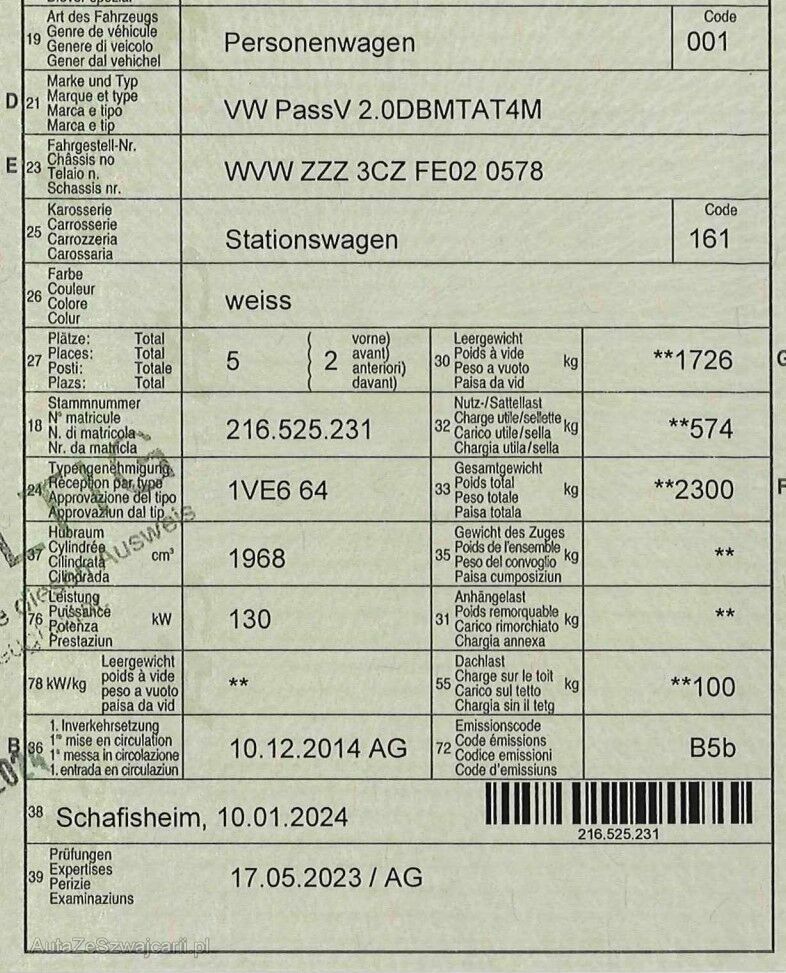 19 Art des Fahrzeugs
Genre de véhicule
Genere di veicolo
Gener dal vehichel
Personenwagen
Code
001
D 21 Marke und Typ
Marque et type
Marca e tipo
Marca e tip
VW PassV 2.0DBMTAT4M
E 23 Fahrgestell-Nr.
Châssis no
Telaio n.
Schassis nr.
WVW ZZZ 3CZ FE02 0578
25 Karosserie
Carrosserie
Carrozzeria
Carossaria
Stationswagen
Code
161
26 Farbe
Couleur
Colore
Colur
weiss
27 Plätze: Total
Places: Total
Posti: Totale
Plazs: Total
5 ( 2 vorne)
avant)
anteriori)
davant)
30 Leergewicht
Poids à vide
Peso a vuoto
Paisa da vid
kg
**1726
G
18 Stammnummer
N° matricule
N. di matricola
Nr. da matricla
216.525.231
32 Nutz-/Sattellast
Charge utile/sellette
Carico utile/sella
Chargia utila/sella
kg
**574
24 Typengenehmigung
Réception par type
Approvazione del tipo
Approvaziun dal tip
1VE6 64
33 Gesamtgewicht
Poids total
Peso totale
Paisa totala
kg
**2300
F
37 Hubraum
Cylindrée
Cilindrata
Cilindrada
cm³
1968
35 Gewicht des Zuges
Poids de l'ensemble
Peso del convoglio
Paisa cumposiziun
kg
**
76 Leistung
Puissance
Potenza
Prestaziun
kW
130
31 Anhängelast
Poids remorquable
Carico rimorchiato
Chargia annexa
kg
**
78 kW/kg Leergewicht
poids à vide
peso a vuoto
paisa da vid
**
55 Dachlast
Charge sur le toit
Carico sul tetto
Chargia sin il tetg
kg
**100
B 36 1. Inverkehrsetzung
1re mise en circulation
1a messa in circolazione
1. entrada en circulaziun
10.12.2014 AG
72 Emissionscode
Code émissions
Codice emissioni
Code d'emissiuns
B5b
38 Schafisheim, 10.01.2024
216.525.231
39 Prüfungen
Expertises
Perizie
Examinaziuns
17.05.2023 / AG
diesen Ausweis
AutaZeSzwajcarii.pl